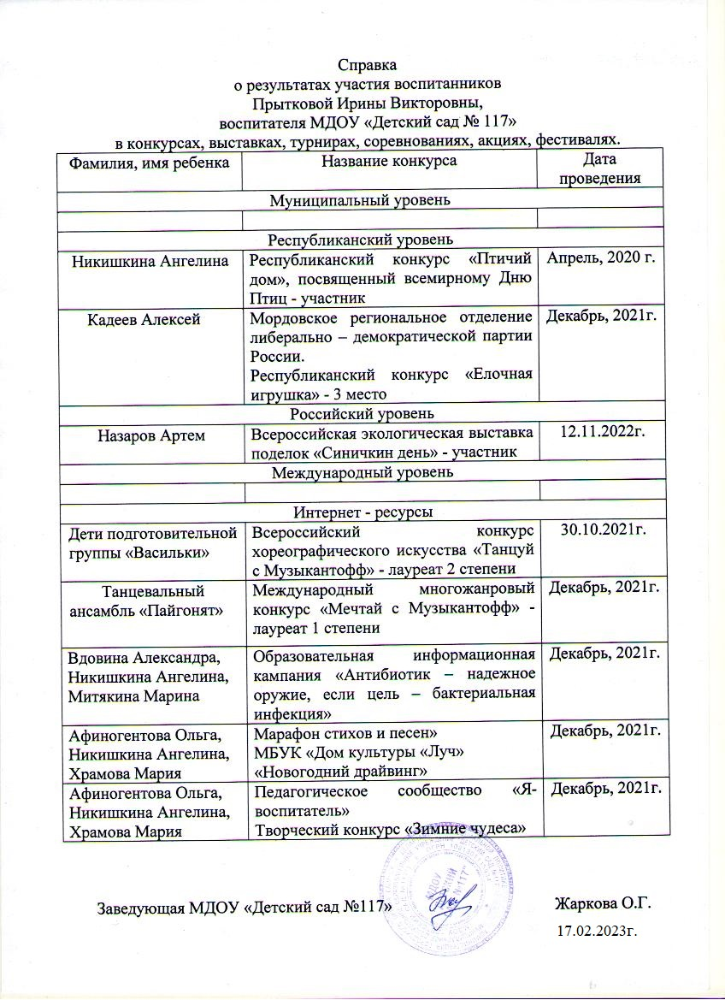 Справка
о результатах участия воспитанников
Прытковой Ирины Викторовны,
воспитателя МДОУ «Детский сад № 117»
в конкурсах, выставках, турнирах, соревнованиях, акциях, фестивалях.
Фамилия, имя ребенка
Название конкурса
Дата
проведения
Муниципальный уровень
Республиканский уровень
Никишкина Ангелина
Республиканский конкурс «Птичий
дом», посвященный всемирному Дню
Птиц - участник
Апрель, 2020 г.
Кадеев Алексей
Мордовское региональное отделение
либерально – демократической партии
России.
Республиканский конкурс «Елочная
игрушка» - 3 место
Декабрь, 2021г.
Российский уровень
Назаров Артем
Всероссийская экологическая выставка
поделок «Синичкин день» - участник
12.11.2022г.
Международный уровень
Интернет - ресурсы
Дети подготовительной
группы «Васильки»
Всероссийский конкурс
хореографического искусства «Танцуй
с Музыкантофф» - лауреат 2 степени
30.10.2021г.
Танцевальный
ансамбль «Пайгонят»
Международный многожанровый
конкурс «Мечтай с Музыкантофф» -
лауреат 1 степени
Декабрь, 2021г.
Вдовина Александра,
Никишкина Ангелина,
Митякина Марина
Образовательная информационная
кампания «Антибиотик – надежное
оружие, если цель – бактериальная
инфекция»
Декабрь, 2021г.
Афиногентова Ольга,
Никишкина Ангелина,
Храмова Мария
Марафон стихов и песен»
МБУК «Дом культуры «Луч»
«Новогодний драйвинг»
Декабрь, 2021г.
Афиногентова Ольга,
Никишкина Ангелина,
Храмова Мария
Педагогическое сообщество «Я-
воспитатель»
Творческий конкурс «Зимние чудеса»
Декабрь, 2021г.
МДОУ
№117"
Заведующая МДОУ «Детский сад №117»
Жаркова О.Г.
17.02.2023г.